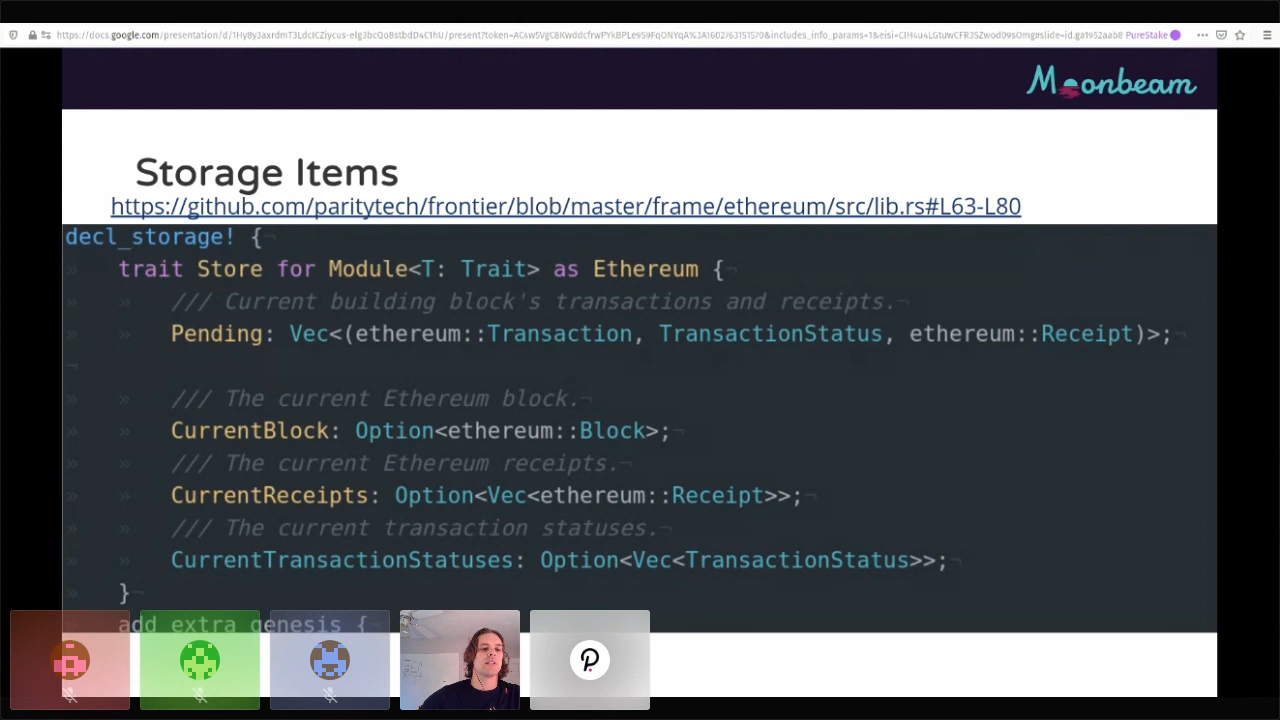 Moonbeam
Storage Items
https://github.com/paritytech/frontier/blob/master/frame/ethereum/src/lib.rs#L63-L80
decl_storage! {
trait Store for Module<T: Trait> as Ethereum {
/// Current building block's transactions and receipts.
Pending: Vec<(ethereum::Transaction, TransactionStatus, ethereum::Receipt)>;
/// The current Ethereum block.
CurrentBlock: Option<ethereum::Block>;
/// The current Ethereum receipts.
CurrentReceipts: Option<Vec<ethereum::Receipt>>;
/// The current transaction statuses.
CurrentTransactionStatuses: Option<Vec<TransactionStatus>>;
}
add_extra_genesis {
PureStake